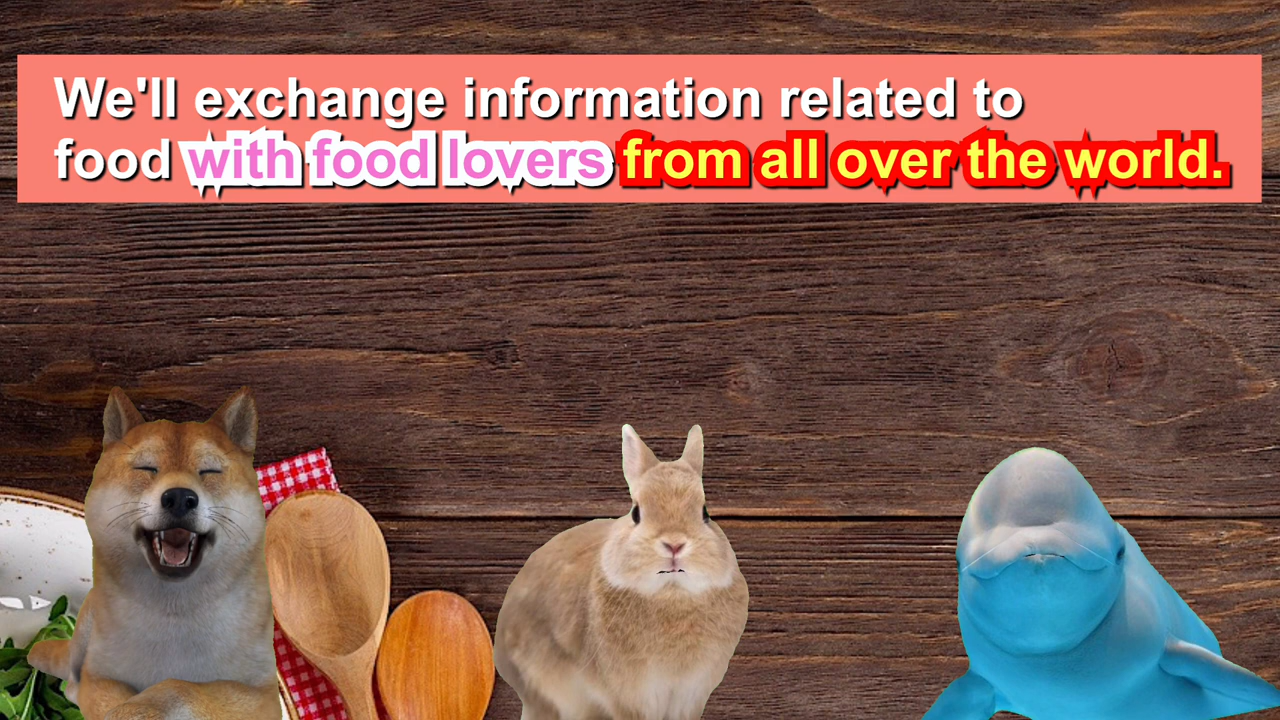 We'll exchange information related to
food with food lovers from all over the world.